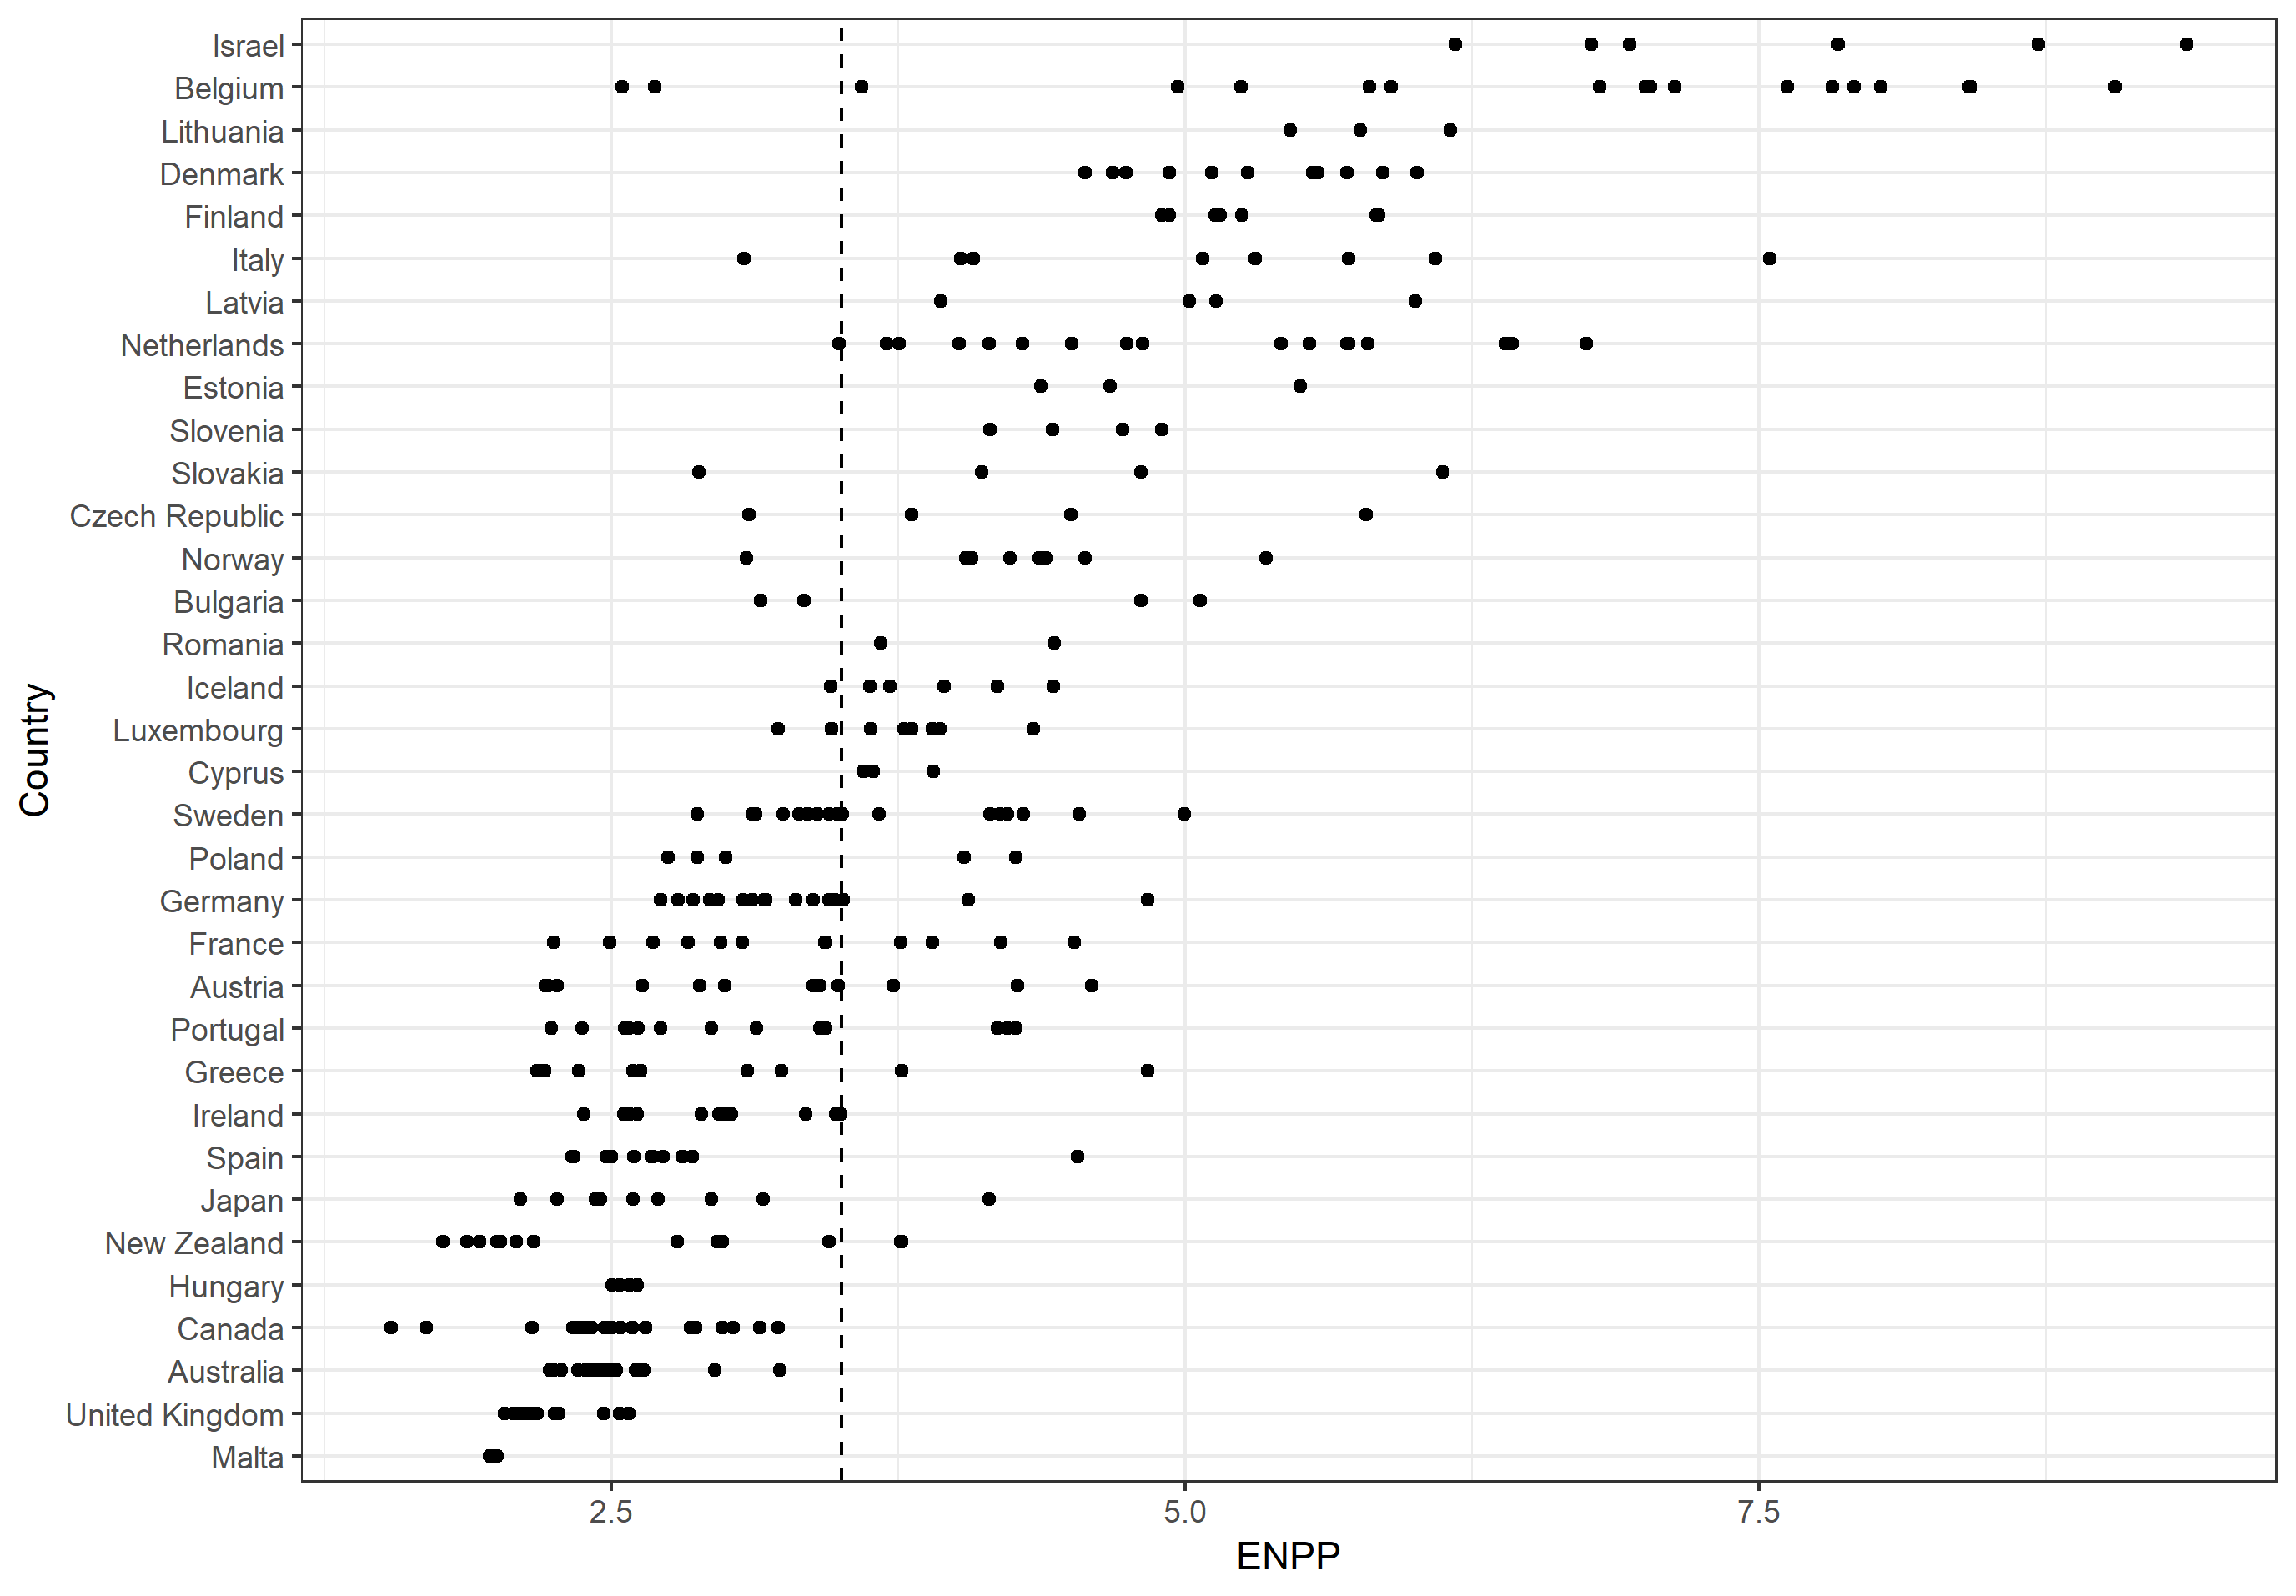 Israel
Belgium
Lithuania
Denmark
Finland
Italy
Latvia
Netherlands
Estonia
Slovenia
Slovakia
Czech Republic
Norway
Bulgaria
Romania
Iceland
Luxembourg
Cyprus
Sweden
Poland
Germany
France
Austria
Portugal
Greece
Ireland
Spain
Japan
New Zealand
Hungary
Canada
Australia
United Kingdom
Malta
Country
2.5 5.0 7.5
ENPP